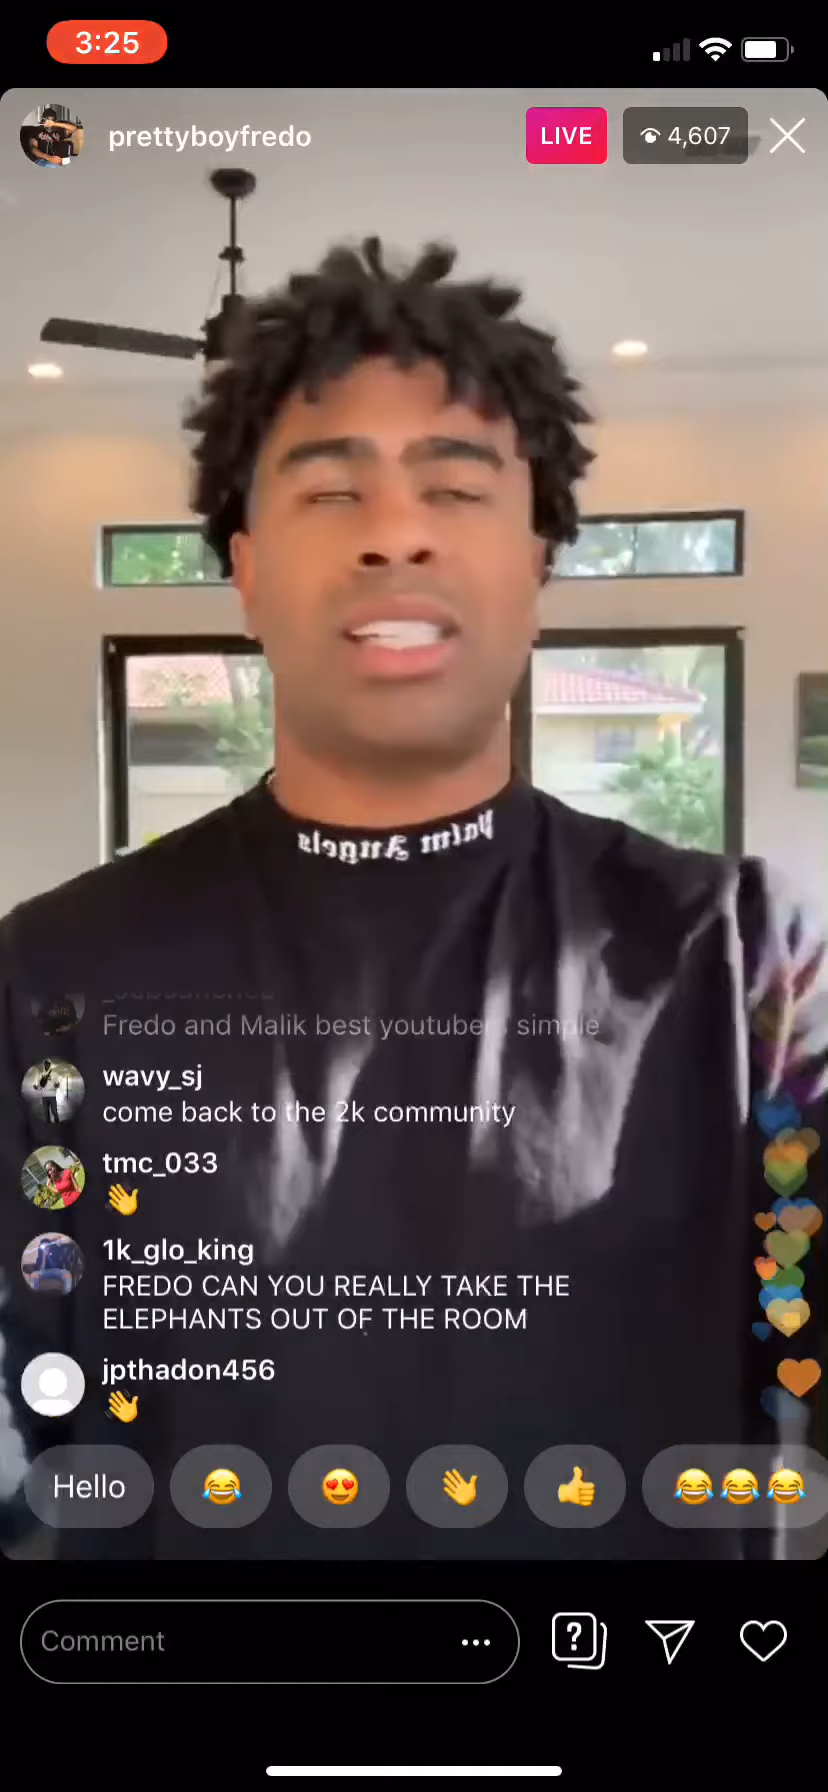 3:25
prettyboyfredo
LIVE
4,607
Palm Angels
Fredo and Malik best youtubers simple
wavy_sj
come back to the 2k community
tmc_033
1k_glo_king
FREDO CAN YOU REALLY TAKE THE
ELEPHANTS OUT OF THE ROOM
jpthadon456
Hello
Comment